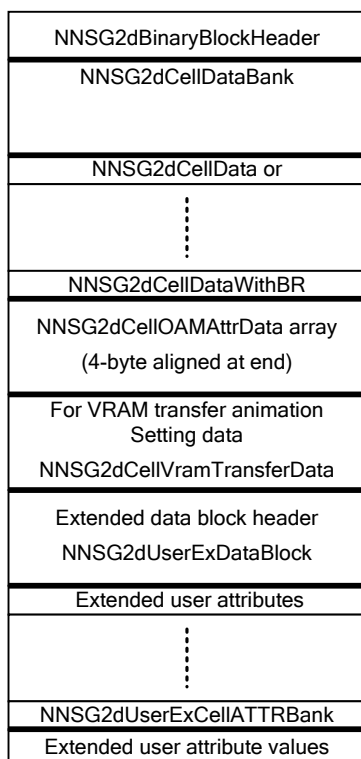 NNSG2dBinaryBlockHeader
NNSG2dCellDataBank
NNSG2dCellData or
NNSG2dCellDataWithBR
NNSG2dCellOAMAttrData array
(4-byte aligned at end)
For VRAM transfer animation
Setting data
NNSG2dCellVramTransferData
Extended data block header
NNSG2dUserExDataBlock
Extended user attributes
NNSG2dUserExCellATTRBank
Extended user attribute values